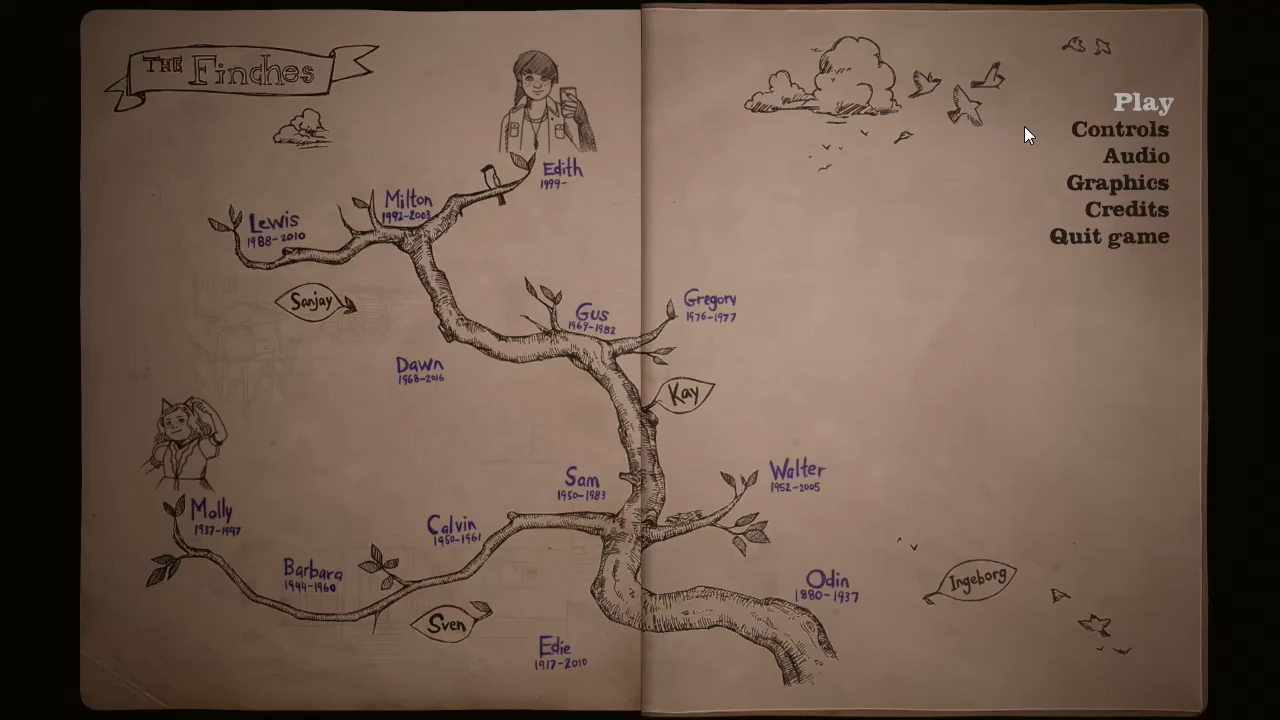 THE Finches
Play
Controls
Audio
Graphics
Credits
Quit game
Edith
1999-
Milton
1992-2003
Lewis
1988-2010
Sanjay
Gus
1969-1982
Gregory
1976-1977
Dawn
1968-2016
Kay
Sam
1950-1983
Walter
1952-2005
Molly
1937-1947
Calvin
1950-1961
Barbara
1944-1960
Sven
Odin
1880-1937
Ingeborg
Edie
1917-2010